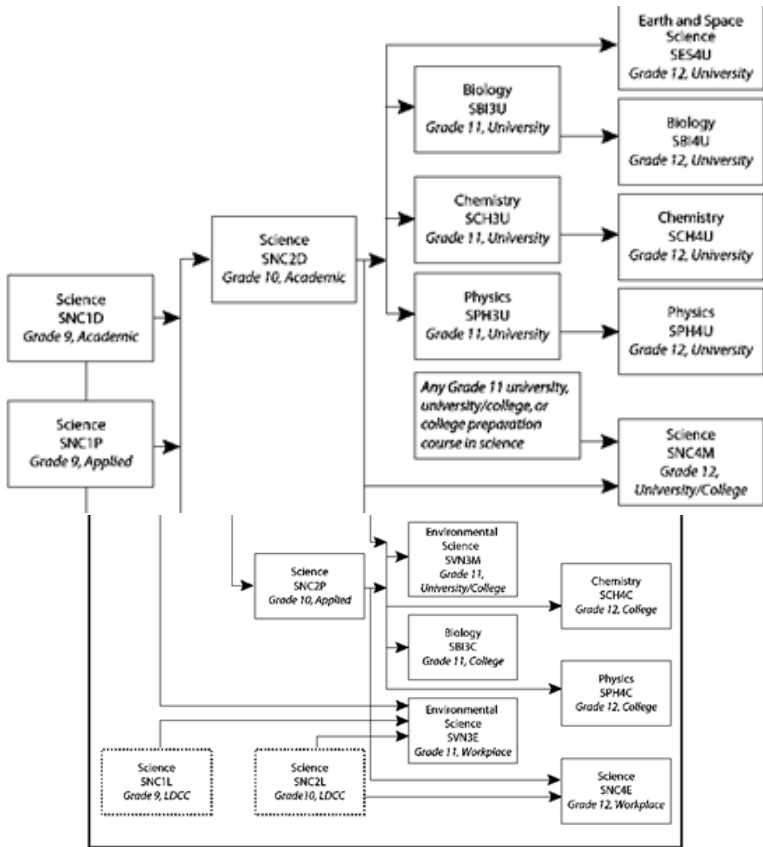 Earth and Space
Science
SES4U
Grade 12, University
Biology
SBI3U
Grade 11, University
Biology
SBI4U
Grade 12, University
Chemistry
SCH3U
Grade 11, University
Chemistry
SCH4U
Grade 12, University
Science
SNC2D
Grade 10, Academic
Science
SNC1D
Grade 9, Academic
Physics
SPH3U
Grade 11, University
Physics
SPH4U
Grade 12, University
Any Grade 11 university,
university/college, or
college preparation
course in science
Science
SNC1P
Grade 9, Applied
Science
SNC4M
Grade 12,
University/College
Environmental
Science
SVN3M
Grade 11,
University/College
Science
SNC2P
Grade 10, Applied
Chemistry
SCH4C
Grade 12, College
Biology
SBI3C
Grade 11, College
Physics
SPH4C
Grade 12, College
Environmental
Science
SVN3E
Grade 11, Workplace
Science
SNC1L
Grade 9, LDCC
Science
SNC2L
Grade10, LDCC
Science
SNC4E
Grade 12, Workplace